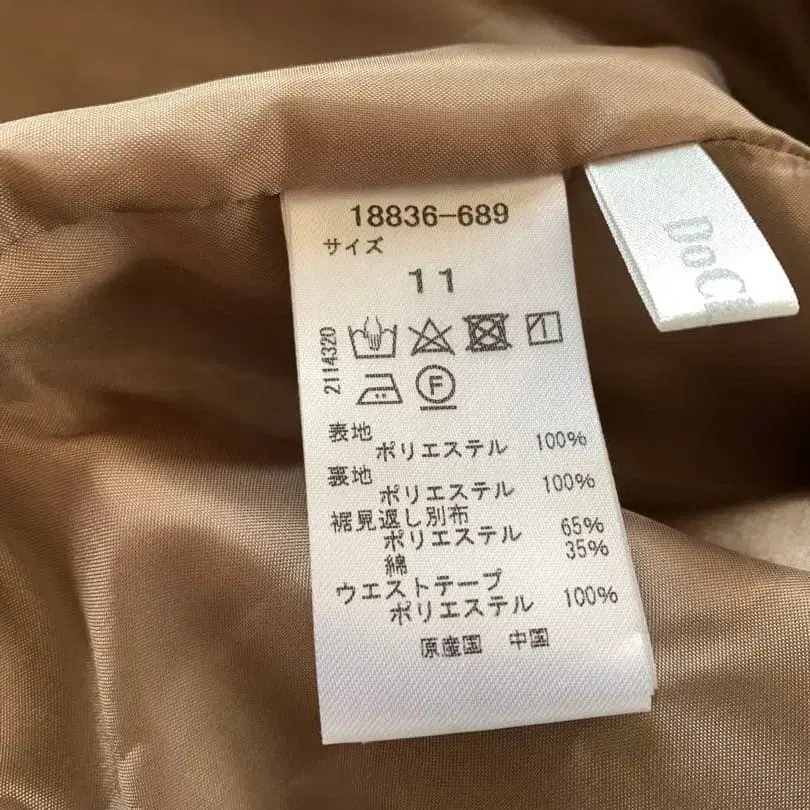 18836-689
サイズ
11
2114320
F
表地
ポリエステル 100%
裏地
ポリエステル 100%
裾見返し別布
ポリエステル 65%
綿 35%
ウエストテープ
ポリエステル 100%
原産国 中国
DoC